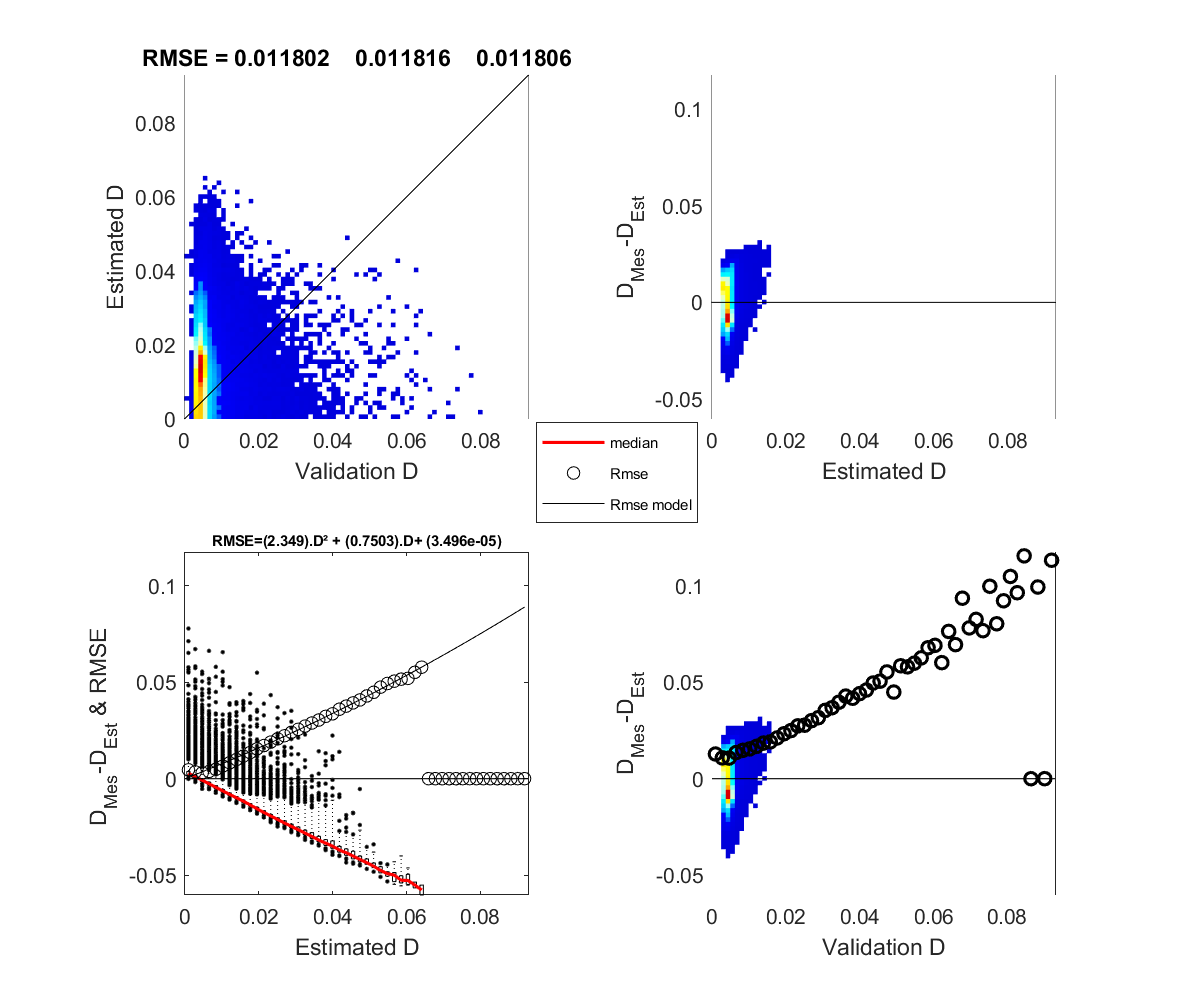 RMSE = 0.011802 0.011816 0.011806
0.08
0.06
0.04
0.02
0
Estimated D
0 0.02 0.04 0.06 0.08
Validation D
0.1
0.05
0
-0.05
D_Mes-D_Est
0 0.02 0.04 0.06 0.08
Estimated D
median
Rmse
Rmse model
RMSE=(2.349).D² + (0.7503).D+ (3.496e-05)
0.1
0.05
0
-0.05
D_Mes-D_Est & RMSE
0 0.02 0.04 0.06 0.08
Estimated D
0.1
0.05
0
-0.05
D_Mes-D_Est
0 0.02 0.04 0.06 0.08
Validation D